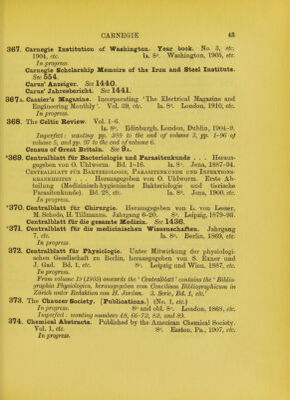 CARNEGIE 43
367. Carnegie Institution of Washington. Year book. No. 3, etc.
1904, etc. la. 8º. Washington, 1905, etc.
In progress.
Carnegie Scholarship Memoirs of the Iron and Steel Institute.
See 554.
Carus' Anzeiger. See 1440.
Carus' Jahresbericht. See 1441.
367a. Cassier's Magazine. Incorporating 'The Electrical Magazine and
Engineering Monthly'. Vol. 39, etc. la. 8º. London, 1910, etc.
In progress.
368. The Celtic Review. Vol. 1-6
la. 8º. Edinburgh, London, Dublin, 1904-9.
Imperfect: wanting pp. 389 to the end of volume 3, pp. 1-96 of
volume 5, and pp. 97 to the end of volume 6.
Census of Great Britain. See 9a.
*369. Centralblatt für Bacteriologie und Parasitenkunde . . . Heraus-
gegeben von O. Uhlworm. Bd. 1-16. la. 8º. Jena, 1887-94.
Centralblatt für Bakteriologie, Parasitenkunde und Infektions-
krankheiten . . . Herausgegeben von O. Uhlworm. Erste Ab-
teilung (Medizinisch-hygienische Bakteriologie und tierische
Parasitenkunde). Bd. 28, etc. la. 8º. Jena, 1900, etc.
In progress.
*370. Centralblatt für Chirurgie. Herausgegeben von L. von Lesser,
M. Schede, H. Tillmanns. Jahrgang 6-20. 8º. Leipzig, 1879-93.
Centralblatt für die gesamte Medizin. See 1436.
*371. Centralblatt für die medicinischen Wissenschaften. Jahrgang
7, etc. la. 8º. Berlin, 1869, etc.
In progress.
372. Centralblatt für Physiologie. Unter Mitwirkung der physiologi-
schen Gesellschaft zu Berlin, herausgegeben von S. Exner und
J. Gad. Bd. 1, etc. 8º. Leipzig und Wien, 1887, etc.
In progress.
From volume 19 (1905) onwards the 'Centralblatt' contains the 'Biblio-
graphia Physiologica, herausgegeben vom Concilium Bibliographicum in
Zürich unter Redaktion von H. Jordan. 3. Serie, Bd. 1, etc.'
373. The Chaucer Society. [Publications.] (No. 1, etc.)
In progress. 8º and obl. 8º. London, 1868, etc.
Imperfect: wanting numbers 48, 66-72, 82, and 89.
374. Chemical Abstracts. Published by the American Chemical Society.
Vol. 1, etc. 8º. Easton, Pa., 1907, etc.
In progress.